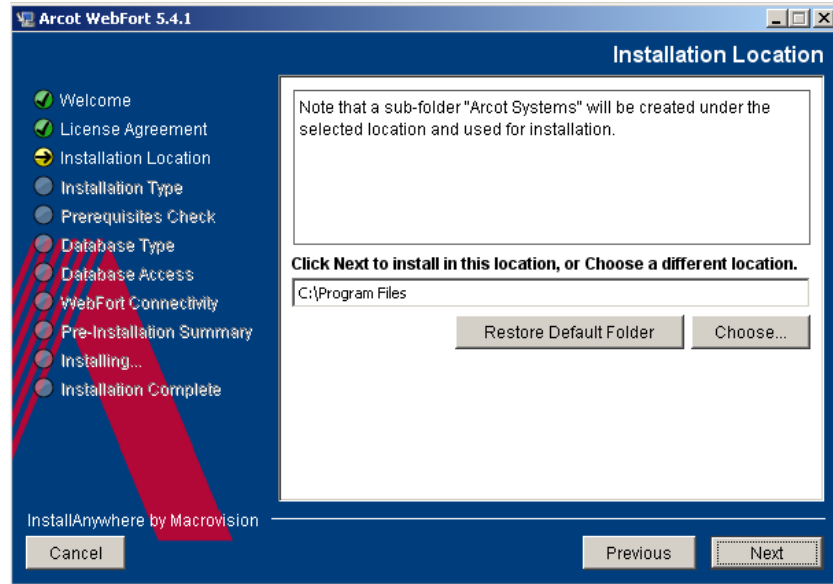 Arcot WebFort 5.4.1
Installation Location
Welcome
License Agreement
Installation Location
Installation Type
Prerequisites Check
Database Type
Database Access
WebFort Connectivity
Pre-Installation Summary
Installing...
Installation Complete
Note that a sub-folder "Arcot Systems" will be created under the
selected location and used for installation.
Click Next to install in this location, or Choose a different location.
C:\Program Files
Restore Default Folder
Choose...
InstallAnywhere by Macrovision
Cancel
Previous
Next